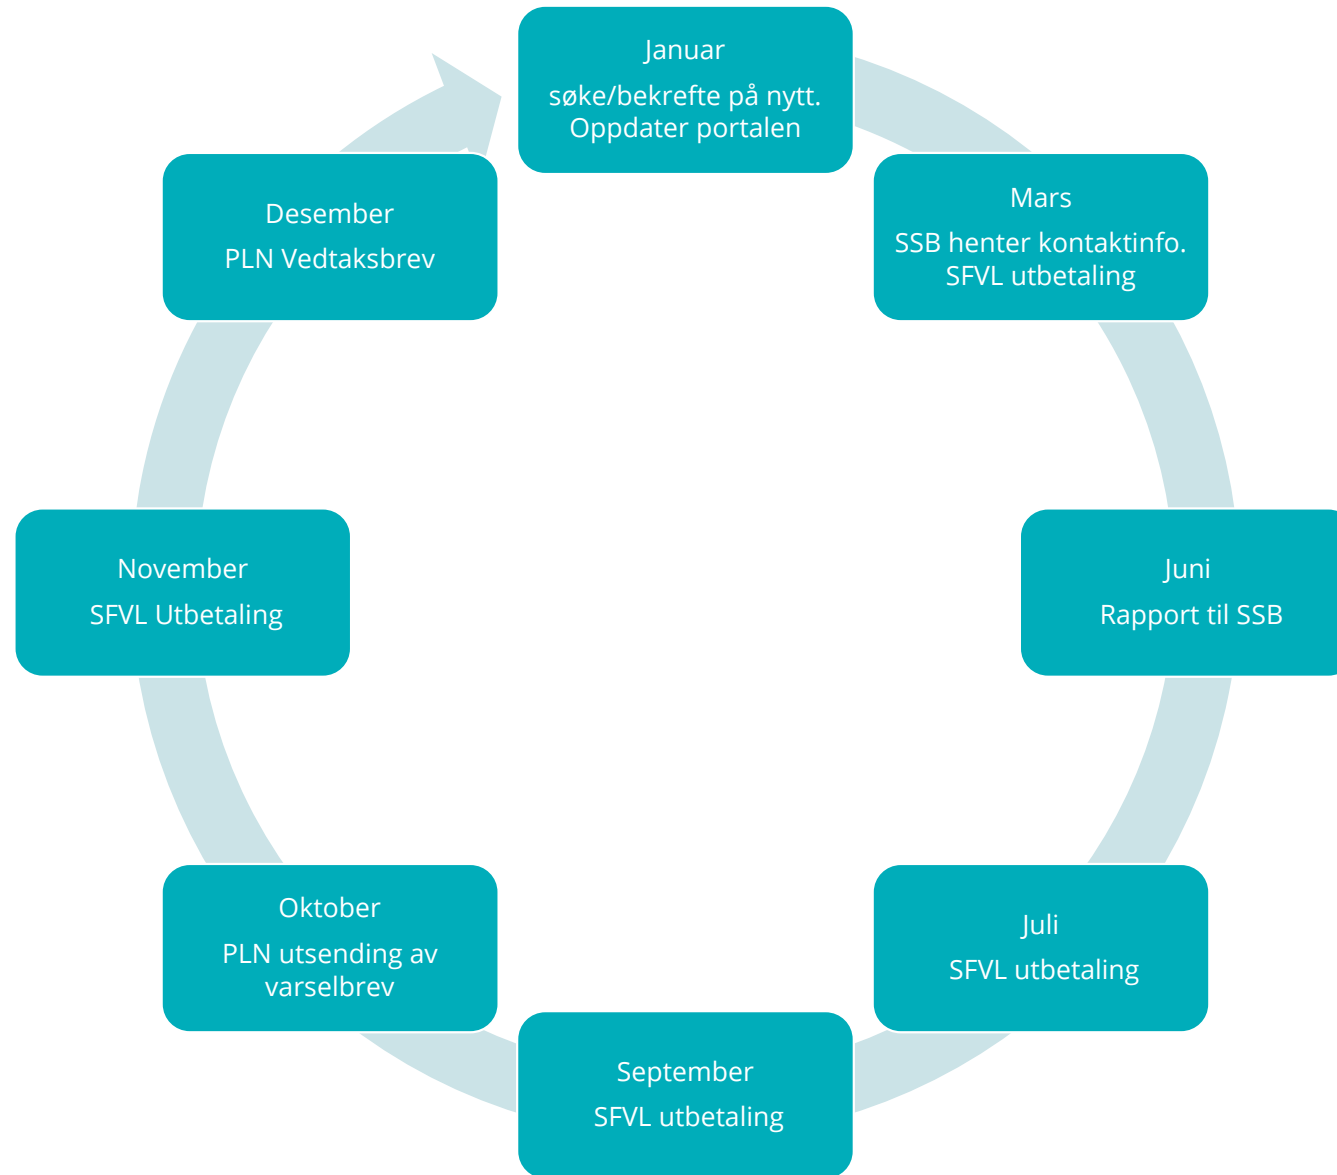 Januar
søke/bekrefte på nytt.
Oppdater portalen
Mars
SSB henter kontaktinfo.
SFVL utbetaling
Juni
Rapport til SSB
Juli
SFVL utbetaling
September
SFVL utbetaling
Oktober
PLN utsending av
varselbrev
November
SFVL Utbetaling
Desember
PLN Vedtaksbrev